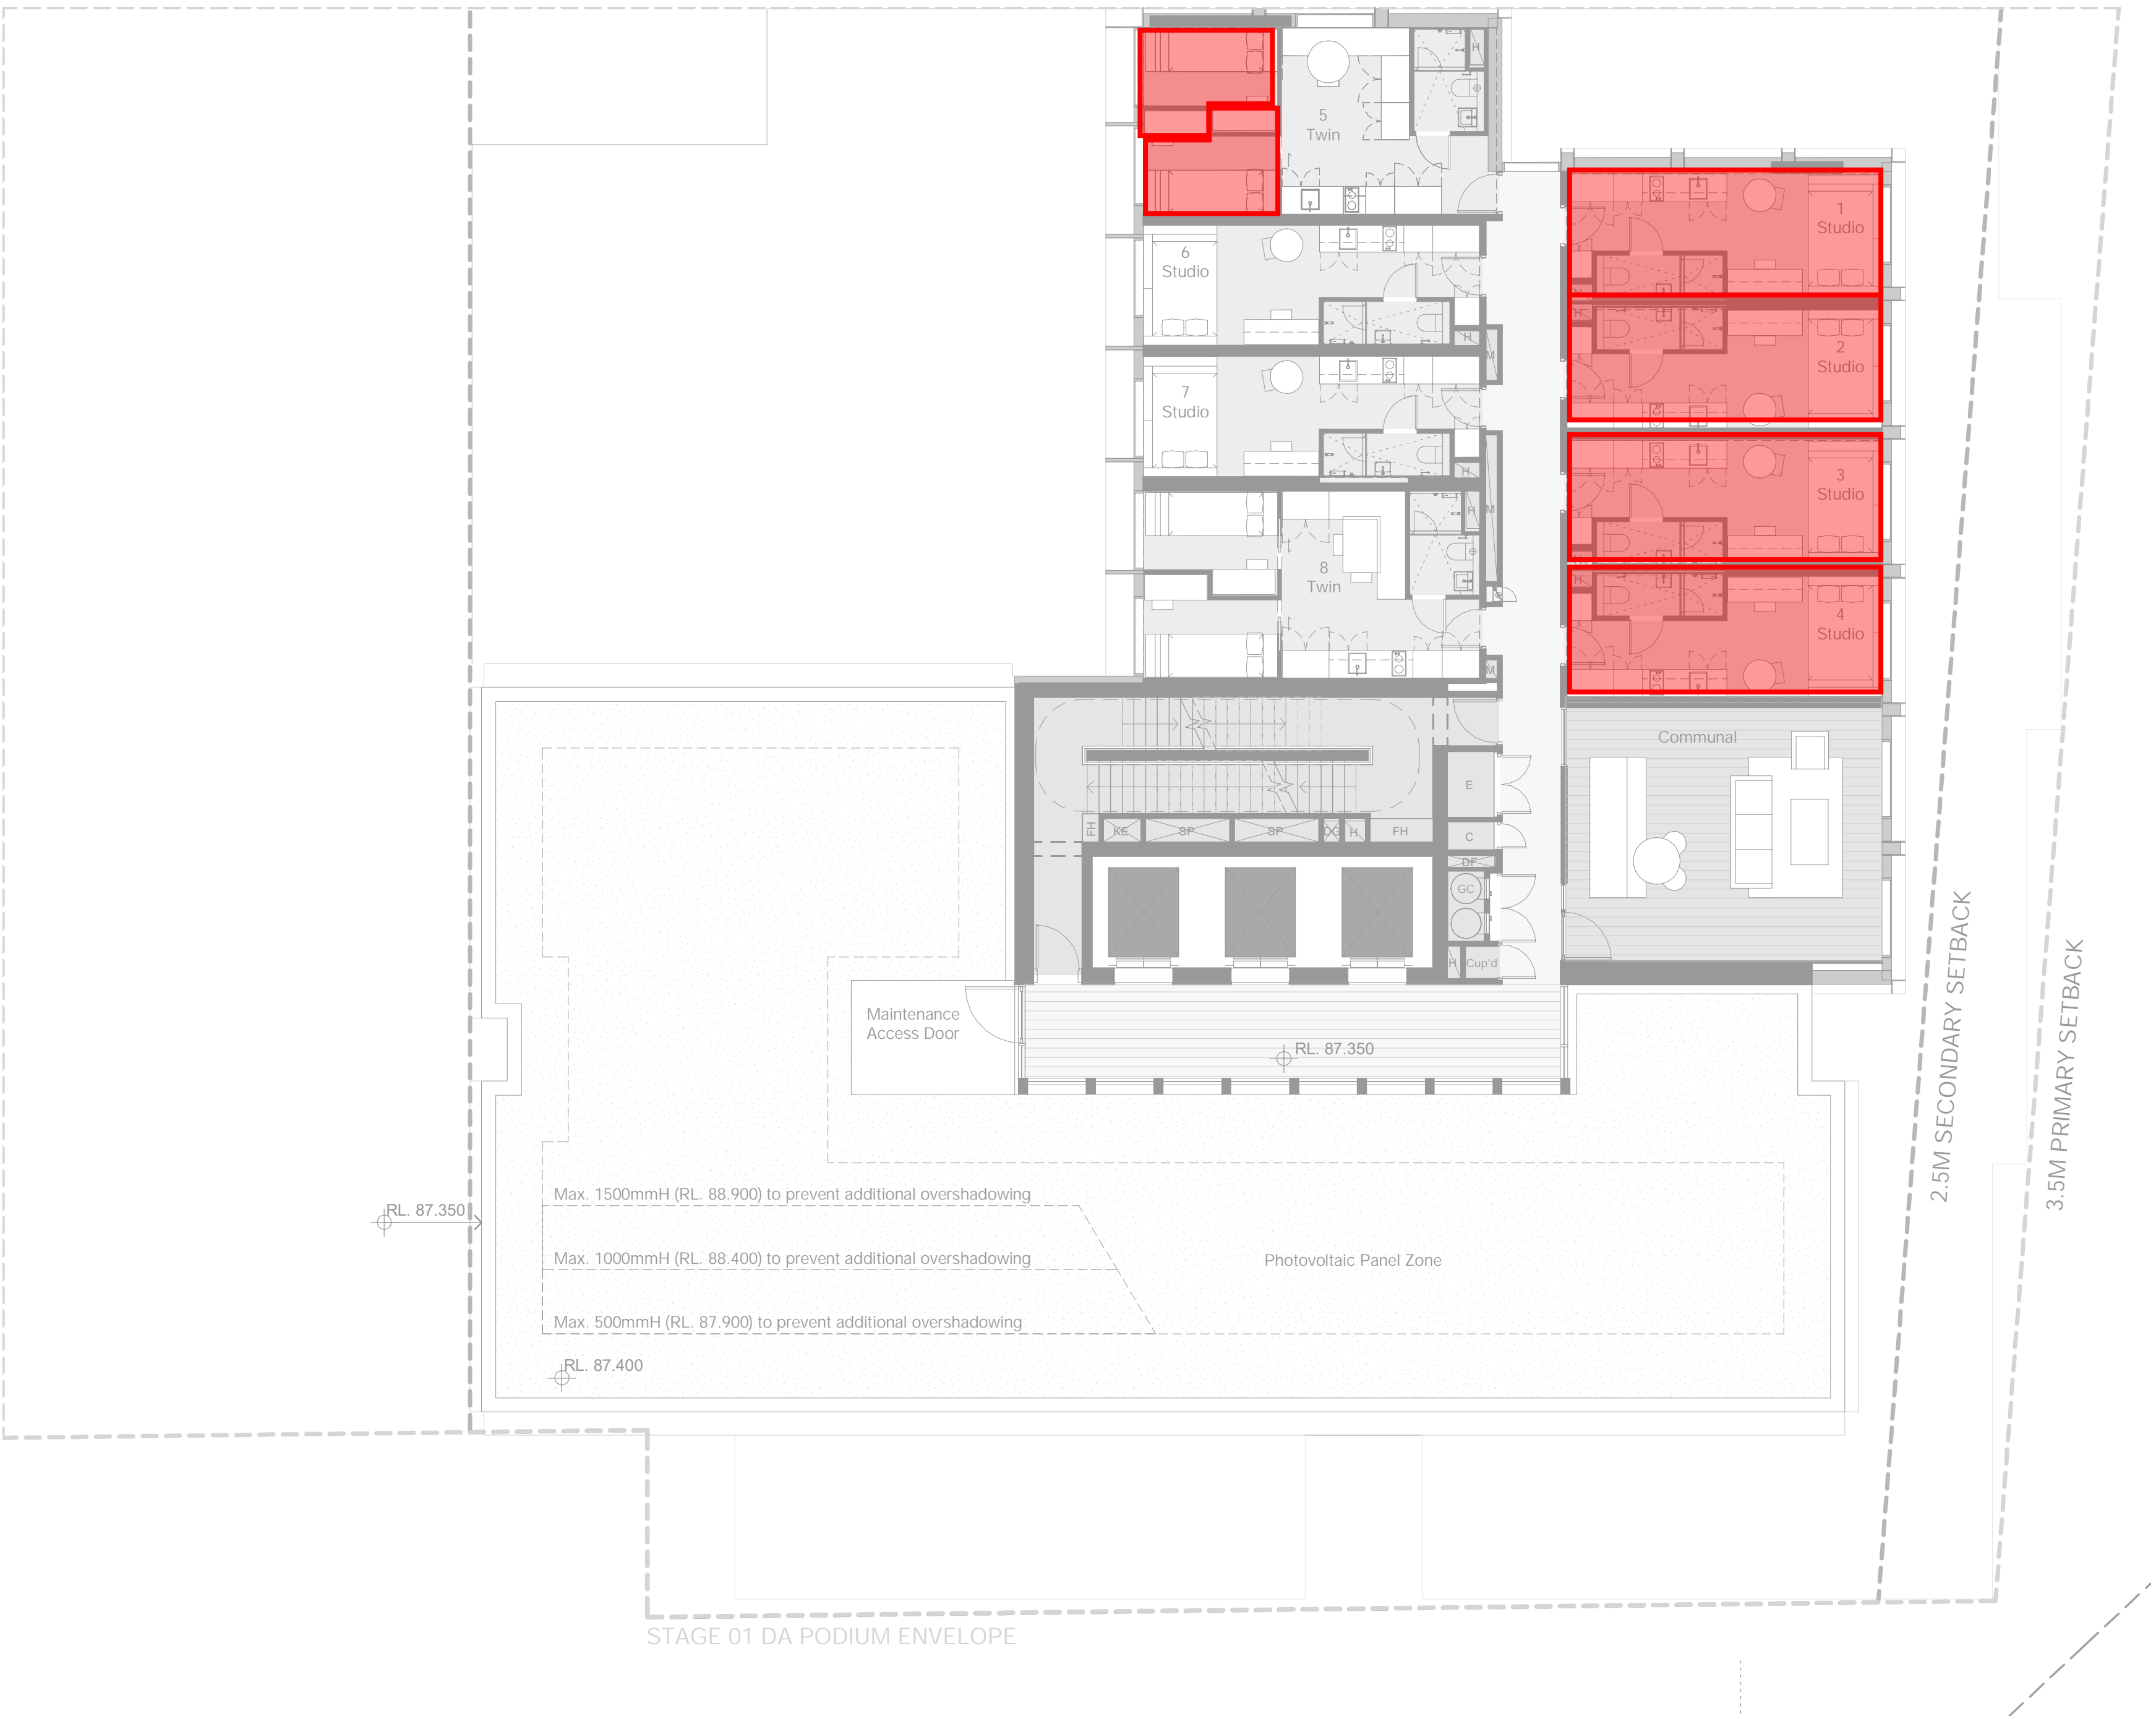 H
5
Twin
1
Studio
6
Studio
H
H
2
Studio
H
M
7
Studio
3
Studio
H
H
M
H
H
8
Twin
4
Studio
M
Communal
E
FH
KE
SP
SP
DG
H
FH
C
DF
GC
H
Cup'd
Maintenance
Access Door
RL. 87.350
2.5M SECONDARY SETBACK
3.5M PRIMARY SETBACK
Max. 1500mmH (RL. 88.900) to prevent additional overshadowing
RL. 87.350
Max. 1000mmH (RL. 88.400) to prevent additional overshadowing
Photovoltaic Panel Zone
Max. 500mmH (RL. 87.900) to prevent additional overshadowing
RL. 87.400
STAGE 01 DA PODIUM ENVELOPE